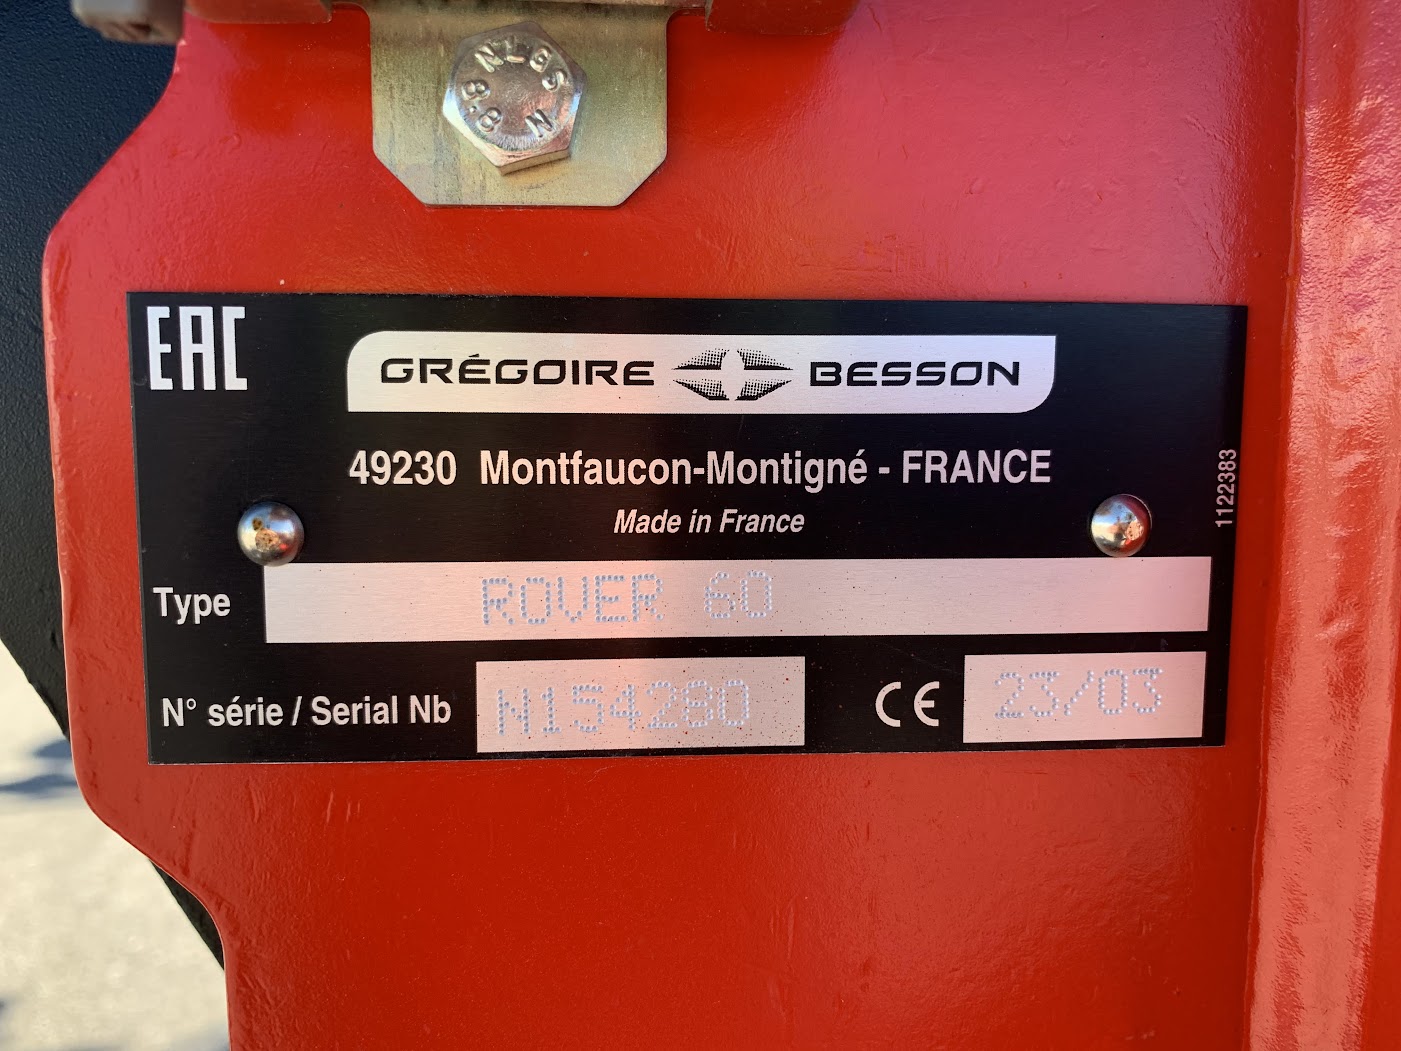 NLGS
8.8
N
EAC
GRÉGOIRE BESSON
49230 Montfaucon-Montigné - FRANCE
Made in France
1122383
Type ROVER 60
N° série / Serial Nb N154280 CE 23/03